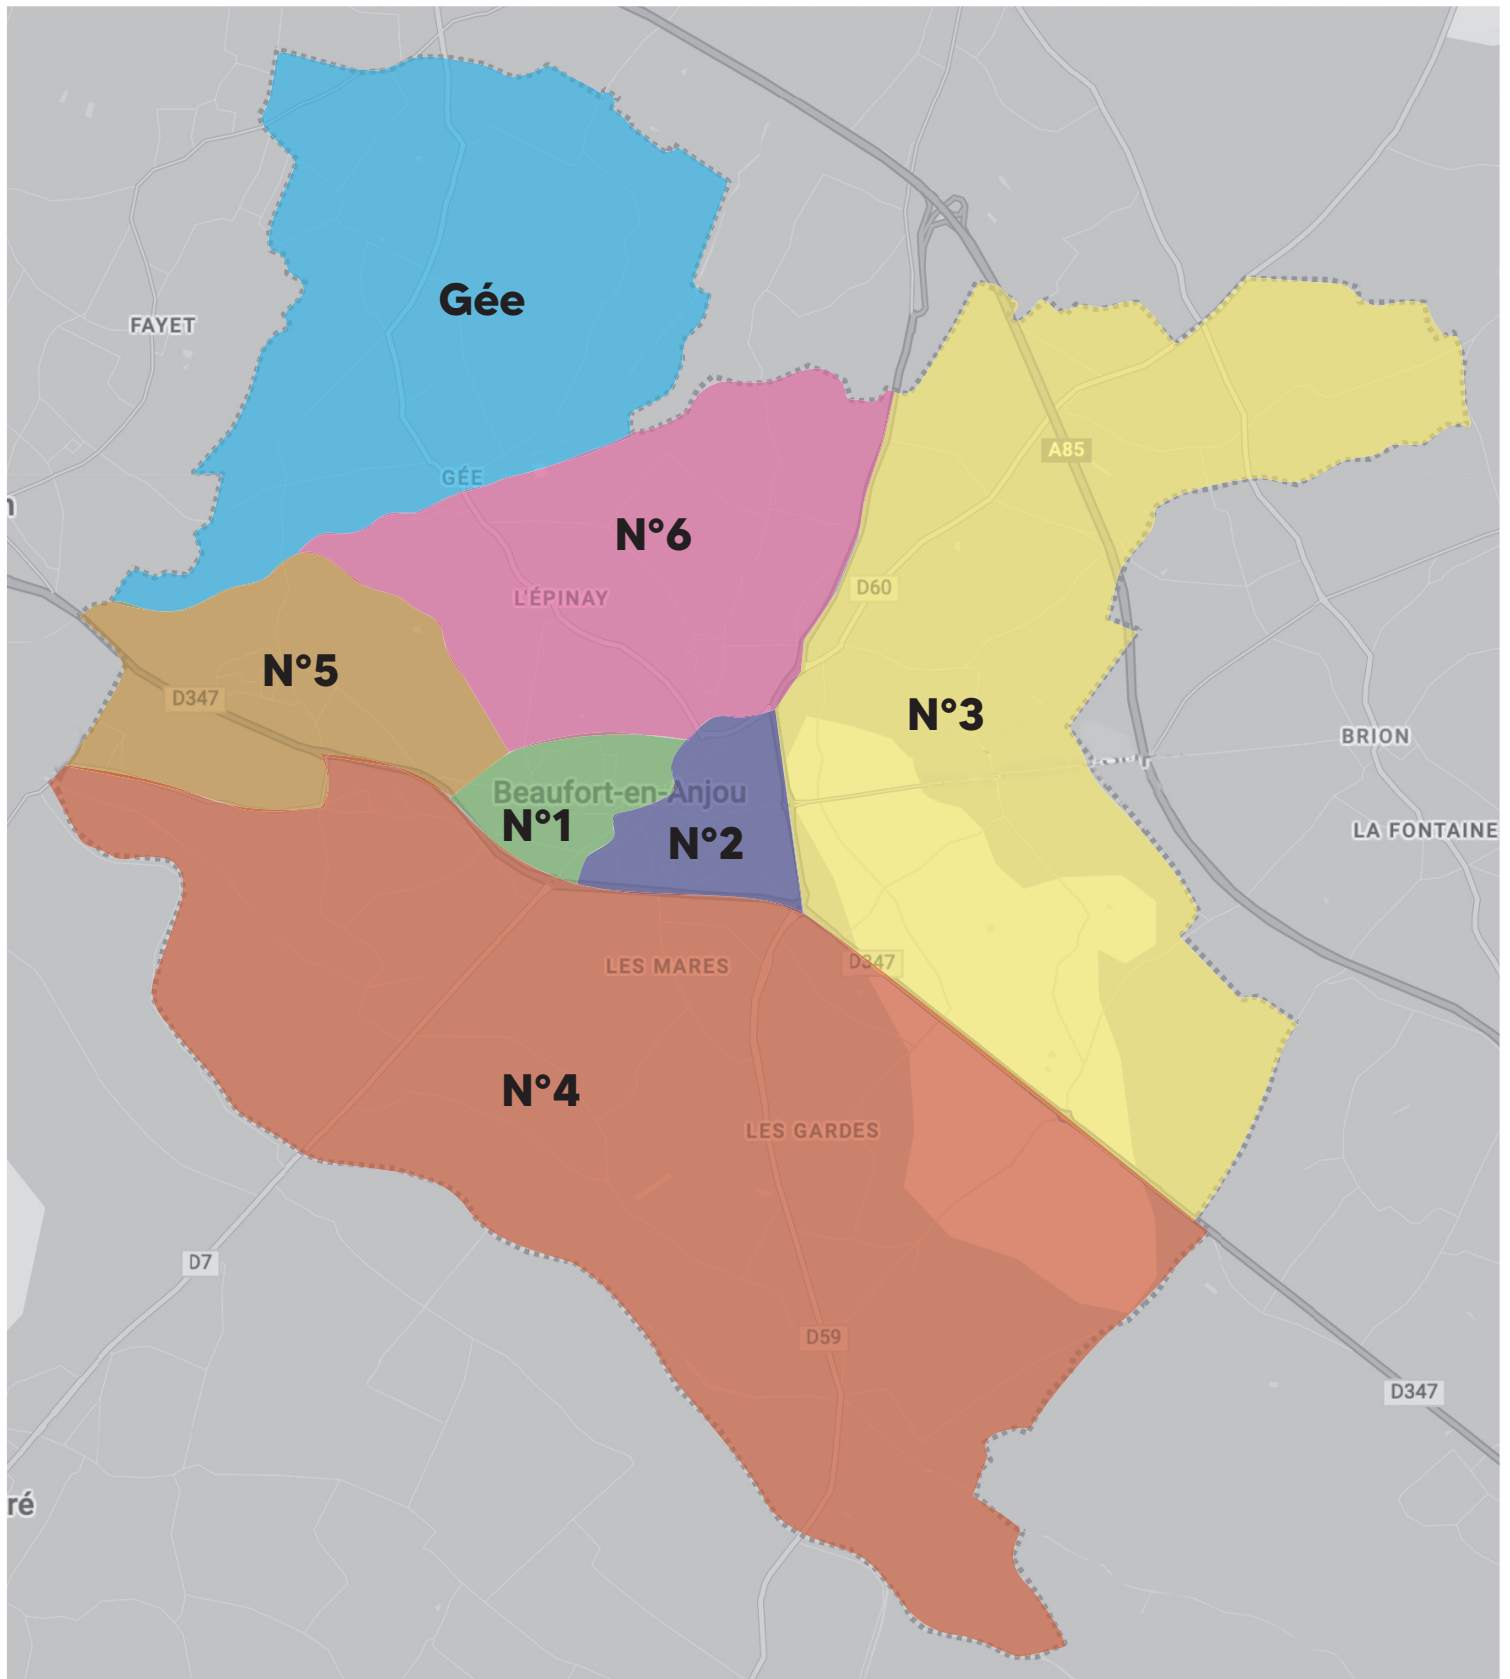 Gée
FAYET
A85
GÉE
N°6
D60
L'ÉPINAY
N°5
D347
N°3
BRION
Beaufort-en-Anjou
N°1
N°2
LA FONTAINE
D347
LES MARES
N°4
LES GARDES
D7
D59
D347
ré